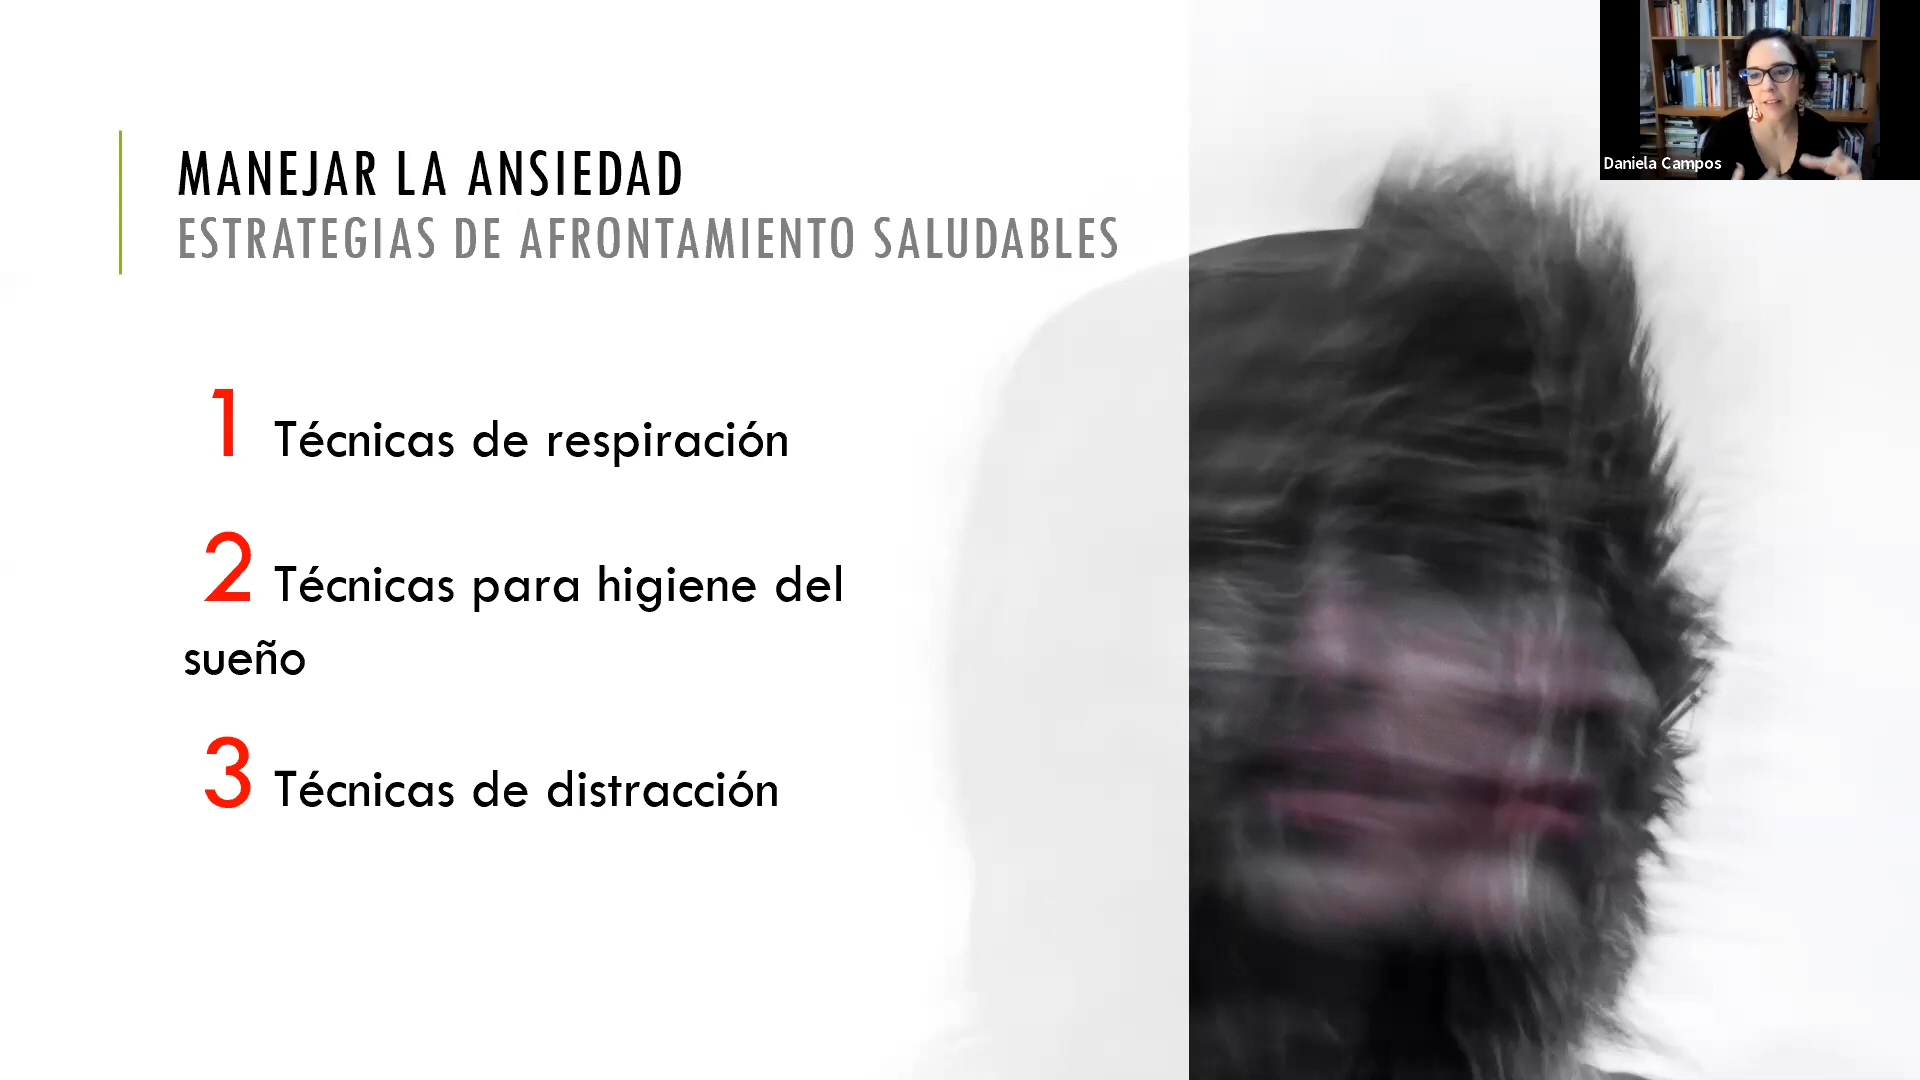 MANEJAR LA ANSIEDAD
ESTRATEGIAS DE AFRONTAMIENTO SALUDABLES
1 Técnicas de respiración
2 Técnicas para higiene del
sueño
3 Técnicas de distracción
Daniela Campos